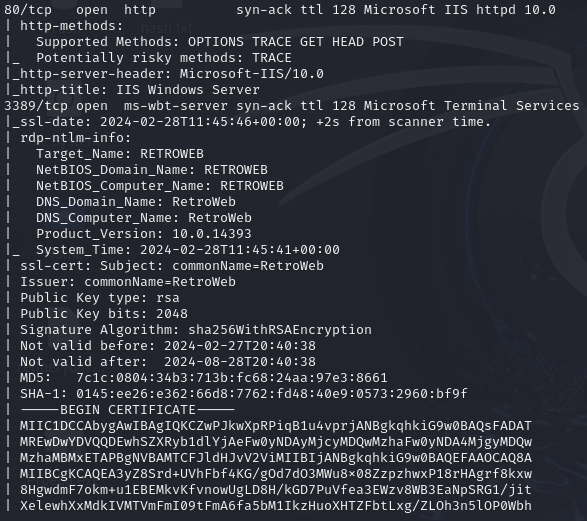 hash.txt
80/tcp   open  http          syn-ack ttl 128 Microsoft IIS httpd 10.0
| http-methods:
|   Supported Methods: OPTIONS TRACE GET HEAD POST
|_  Potentially risky methods: TRACE
|_http-server-header: Microsoft-IIS/10.0
|_http-title: IIS Windows Server
3389/tcp open  ms-wbt-server syn-ack ttl 128 Microsoft Terminal Services
|_ssl-date: 2024-02-28T11:45:46+00:00; +2s from scanner time.
| rdp-ntlm-info:
|   Target_Name: RETROWEB
|   NetBIOS_Domain_Name: RETROWEB
|   NetBIOS_Computer_Name: RETROWEB
|   DNS_Domain_Name: RetroWeb
|   DNS_Computer_Name: RetroWeb
|   Product_Version: 10.0.14393
|_  System_Time: 2024-02-28T11:45:41+00:00
| ssl-cert: Subject: commonName=RetroWeb
| Issuer: commonName=RetroWeb
| Public Key type: rsa
| Public Key bits: 2048
| Signature Algorithm: sha256WithRSAEncryption
| Not valid before: 2024-02-27T20:40:38
| Not valid after:  2024-08-28T20:40:38
| MD5:   7c1c:0804:34b3:713b:fc68:24aa:97e3:8661
| SHA-1: 0145:ee26:e362:66d8:7762:fd48:40e9:0573:2960:bf9f
| -----BEGIN CERTIFICATE-----
| MIIC1DCCAbygAwIBAgIQKCZwPJkwXpRPiqB1u4vprjANBgkqhkiG9w0BAQsFADAT
| MREwDwYDVQQDEwhSZXRyb1dlYjAeFw0yNDAyMjcyMDQwMzhaFw0yNDA4MjgyMDQw
| MzhaMBMxETAPBgNVBAMTCFJldHJvV2ViMIIBIjANBgkqhkiG9w0BAQEFAAOCAQ8A
| MIIBCgKCAQEA3yZ8Srd+UVhFbf4KG/gOd7dO3MWu8×08ZzpzhwxP18rHAgrf8kxw
| 8HgwdmF7okm+u1EBEMkvKfvnowUgLD8H/kGD7PuVfea3EWzv8WB3EaNpSRG1/jit
| XelewhXxMdkIVMTVmFmI09tFmA6fa5bM1IkzHuoXHTZFbtLxg/ZLOh3n5lOP0Wbh